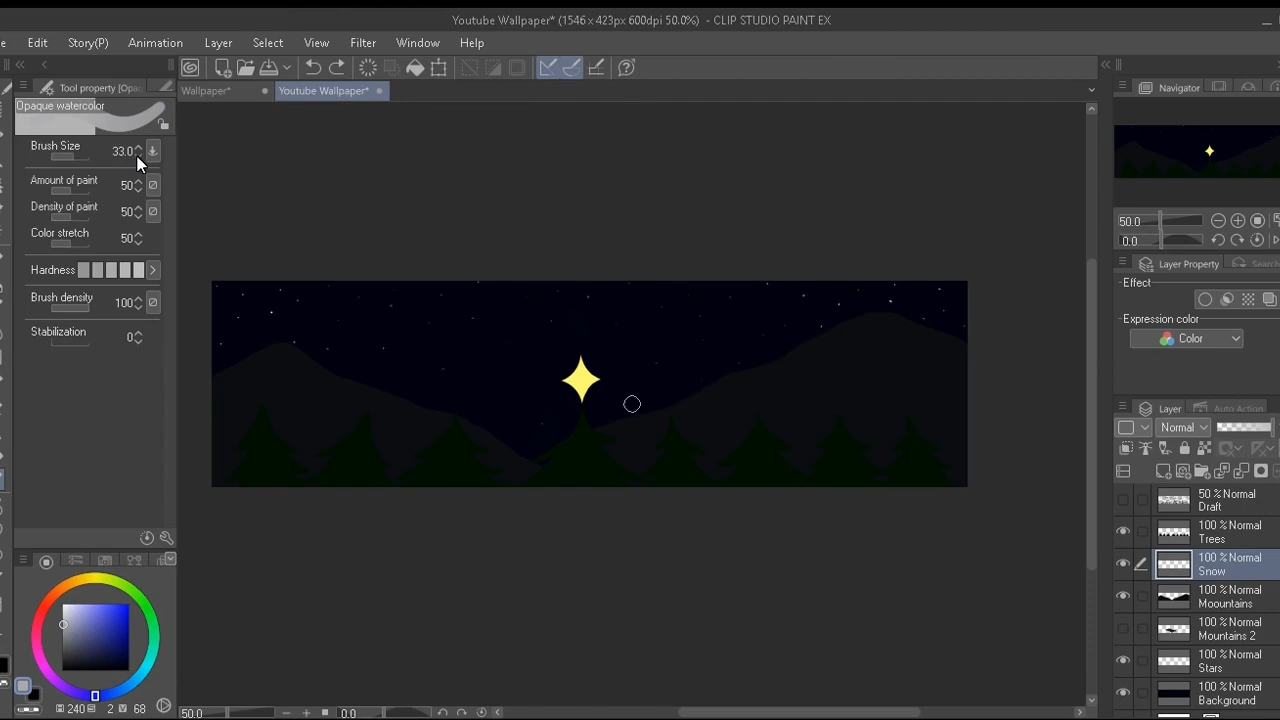 Youtube Wallpaper* (1546 x 423px 600dpi 50.0%) - CLIP STUDIO PAINT EX
e Edit Story(P) Animation Layer Select View Filter Window Help
Tool property [Opa
Wallpaper* Youtube Wallpaper*
Navigator
Opaque watercolor
Brush Size 33.0
Amount of paint 50
Density of paint 50
Color stretch 50
Hardness
Brush density 100
Stabilization 0
50.0
0.0
Layer Property Search
Effect
Expression color
Color
Layer Auto Action
Normal
50 % Normal
Draft
100 % Normal
Trees
100 % Normal
Snow
100 % Normal
Moountains
100 % Normal
Mountains 2
100 % Normal
Stars
100 % Normal
Background
240 S 2 V 68
50.0 0.0